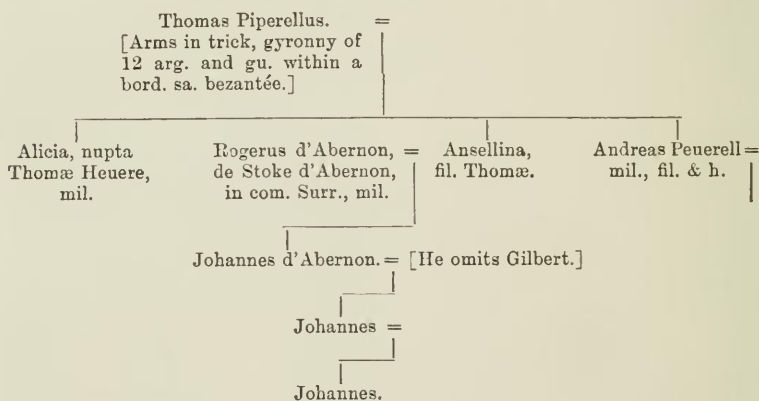 Thomas Piperellus. =
[Arms in trick, gyronny of
12 arg. and gu. within a
bord. sa. bezantée.]
Alicia, nupta
Thomæ Heuere,
mil.
Rogerus d'Abernon, =
de Stoke d'Abernon,
in com. Surr., mil.
Ansellina,
fil. Thomæ.
Andreas Peuerell =
mil., fil. & h.
Johannes d'Abernon. = [He omits Gilbert.]
Johannes =
Johannes.